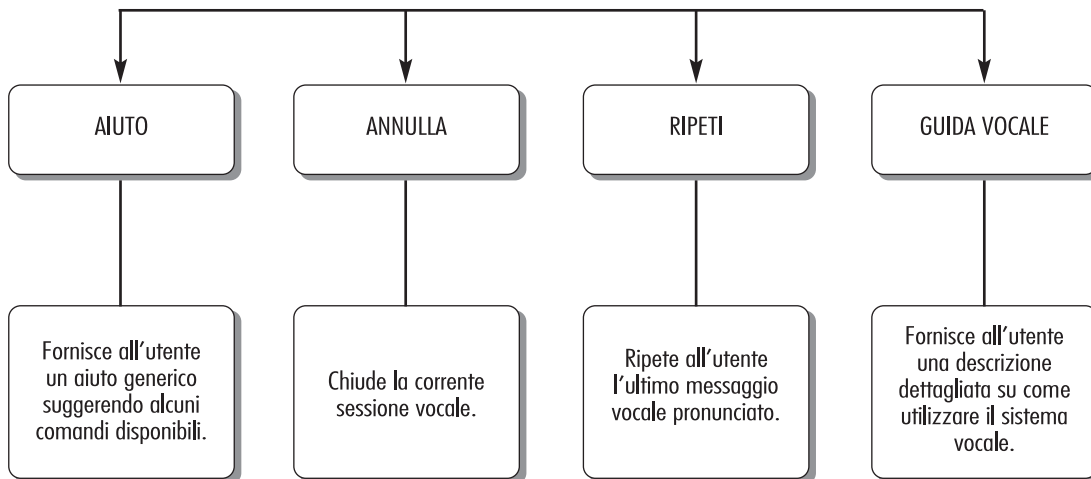 AIUTO
ANNULLA
RIPETI
GUIDA VOCALE
Fornisce all'utente
un aiuto generico
suggerendo alcuni
comandi disponibili.
Chiude la corrente
sessione vocale.
Ripete all'utente
l'ultimo messaggio
vocale pronunciato.
Fornisce all'utente
una descrizione
dettagliata su come
utilizzare il sistema
vocale.